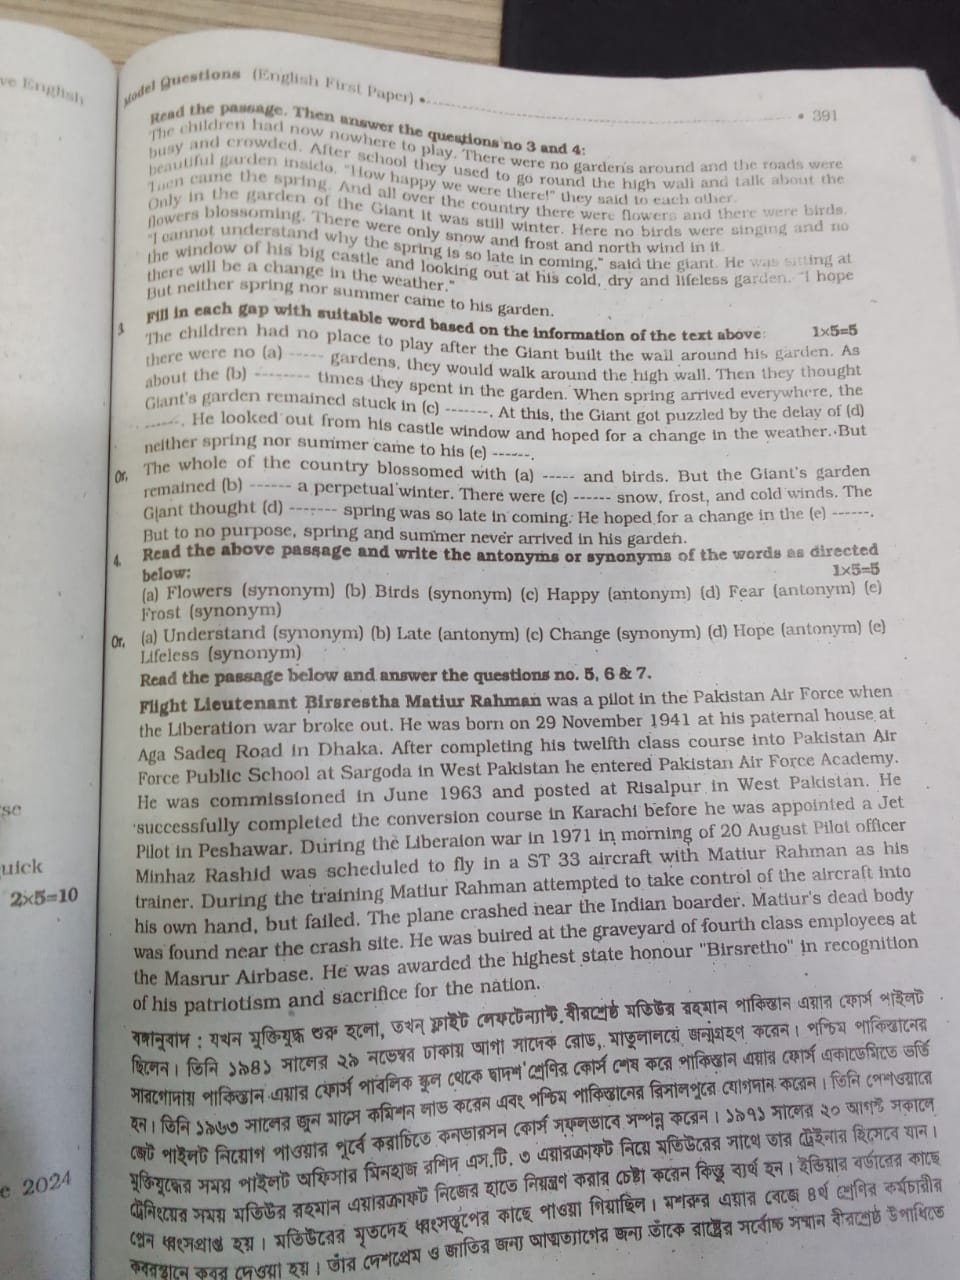 ve English
Model Questions (English First Paper) •
• 391
Read the passage. Then answer the questions no 3 and 4:
The children had now nowhere to play. There were no gardens around and the roads were
busy and crowded. After school they used to go round the high wall and talk about the
beautiful garden inside. "How happy we were there!" they said to each other.
Then came the spring. And all over the country there were flowers and there were birds.
Only in the garden of the Giant it was still winter. Here no birds were singing and no
flowers blossoming. There were only snow and frost and north wind in it.
"I cannot understand why the spring is so late in coming," said the giant. He was sitting at
the window of his big castle and looking out at his cold, dry and lifeless garden. "I hope
there will be a change in the weather."
But neither spring nor summer came to his garden.
3 Fill in each gap with suitable word based on the information of the text above: 1×5=5
The children had no place to play after the Giant built the wall around his garden. As
there were no (a) ----- gardens, they would walk around the high wall. Then they thought
about the (b) -------- times they spent in the garden. When spring arrived everywhere, the
Giant's garden remained stuck in (c) -------. At this, the Giant got puzzled by the delay of (d)
------. He looked out from his castle window and hoped for a change in the weather. But
neither spring nor summer came to his (e) ------.
Or, The whole of the country blossomed with (a) ----- and birds. But the Giant's garden
remained (b) ------ a perpetual winter. There were (c) ------ snow, frost, and cold winds. The
Giant thought (d) ------- spring was so late in coming. He hoped for a change in the (e) ------.
But to no purpose, spring and summer never arrived in his garden.
4. Read the above passage and write the antonyms or synonyms of the words as directed
below: 1×5=5
(a) Flowers (synonym) (b) Birds (synonym) (c) Happy (antonym) (d) Fear (antonym) (e)
Frost (synonym)
Or, (a) Understand (synonym) (b) Late (antonym) (c) Change (synonym) (d) Hope (antonym) (e)
Lifeless (synonym)
Read the passage below and answer the questions no. 5, 6 & 7.
Flight Lieutenant Birsrestha Matiur Rahman was a pilot in the Pakistan Air Force when
the Liberation war broke out. He was born on 29 November 1941 at his paternal house at
Aga Sadeq Road in Dhaka. After completing his twelfth class course into Pakistan Air
Force Public School at Sargoda in West Pakistan he entered Pakistan Air Force Academy.
He was commissioned in June 1963 and posted at Risalpur in West Pakistan. He
successfully completed the conversion course in Karachi before he was appointed a Jet
Pilot in Peshawar. During the Liberaion war in 1971 in morning of 20 August Pilot officer
Minhaz Rashid was scheduled to fly in a ST 33 aircraft with Matiur Rahman as his
trainer. During the training Matiur Rahman attempted to take control of the aircraft into
his own hand, but failed. The plane crashed near the Indian boarder. Matiur's dead body
was found near the crash site. He was buired at the graveyard of fourth class employees at
the Masrur Airbase. He was awarded the highest state honour "Birsretho" in recognition
of his patriotism and sacrifice for the nation.
বঙ্গানুবাদ : যখন মুক্তিযুদ্ধ শুরু হলো, তখন ফ্লাইট লেফটেন্যান্ট বীরশ্রেষ্ঠ মতিউর রহমান পাকিস্তান এয়ার ফোর্স পাইলট
ছিলেন। তিনি ১৯৪১ সালের ২৯ নভেম্বর ঢাকায় আগা সাদেক রোড, মাতুলালয়ে জন্মগ্রহণ করেন। পশ্চিম পাকিস্তানের
সারগোদায় পাকিস্তান এয়ার ফোর্স পাবলিক স্কুল থেকে দ্বাদশ শ্রেণির কোর্স শেষ করে পাকিস্তান এয়ার ফোর্স একাডেমিতে ভর্তি
হন। তিনি ১৯৬৩ সালের জুন মাসে কমিশন লাভ করেন এবং পশ্চিম পাকিস্তানের রিসালপুরে যোগদান করেন। তিনি পেশওয়ারে
জেট পাইলট নিয়োগ পাওয়ার পূর্বে করাচিতে কনভারসন কোর্স সফলভাবে সম্পন্ন করেন। ১৯৭১ সালের ২০ আগস্ট সকালে
মুক্তিযুদ্ধের সময় পাইলট অফিসার মিনহাজ রশিদ এস.টি. ৩ এয়ারক্রাফট নিয়ে মতিউরের সাথে তার ট্রেইনার হিসেবে যান।
ট্রেনিংয়ের সময় মতিউর রহমান এয়ারক্রাফট নিজের হাতে নিয়ন্ত্রণ করার চেষ্টা করেন কিন্তু ব্যর্থ হন। ইন্ডিয়ার বর্ডারের কাছে
প্লেন ধ্বংসপ্রাপ্ত হয়। মতিউরের মৃতদেহ ধ্বংসস্তূপের কাছে পাওয়া গিয়াছিল। মশরুর এয়ার বেজে ৪র্থ শ্রেণির কর্মচারীর
কবরস্থানে কবর দেওয়া হয়। তাঁর দেশপ্রেম ও জাতির জন্য আত্মত্যাগের জন্য তাঁকে রাষ্ট্রের সর্বোচ্চ সম্মান বীরশ্রেষ্ঠ উপাধিতে
se
uick
2×5=10
e 2024